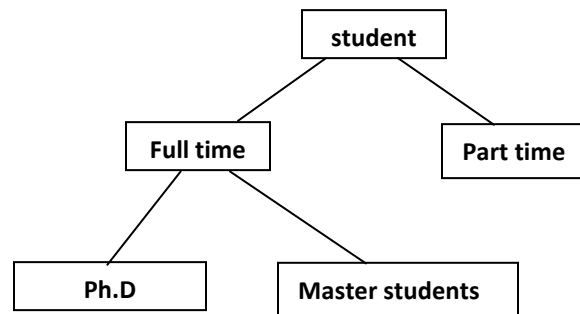 student
Full time
Part time
Ph.D
Master students